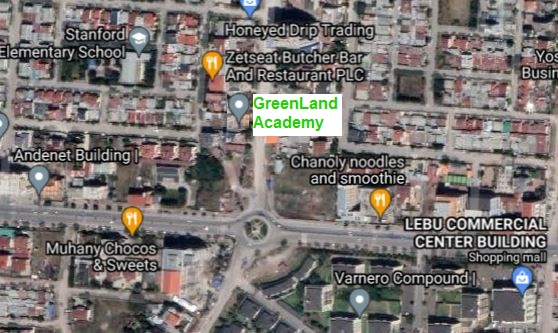 Honeyed Drip Trading
Stanford
Elementary School
Zetseat Butcher Bar
And Restaurant PLC
Yos
Busin
GreenLand
Academy
Andenet Building |
Chanoly noodles
and smoothie
LEBU COMMERCIAL
CENTER BUILDING
Shopping mall
Muhany Chocos
& Sweets
Varnero Compound |